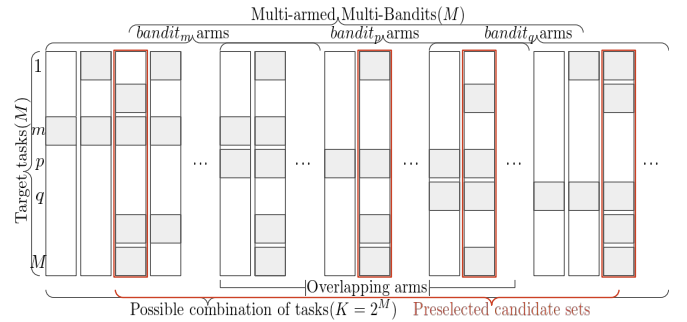 Multi-armed Multi-Bandits(M)
bandit_m arms bandit_p arms bandit_q arms
Target tasks(M)
1
m
p
q
M
... ... ... ... ...
Overlapping arms
Possible combination of tasks(K = 2^M) Preselected candidate sets